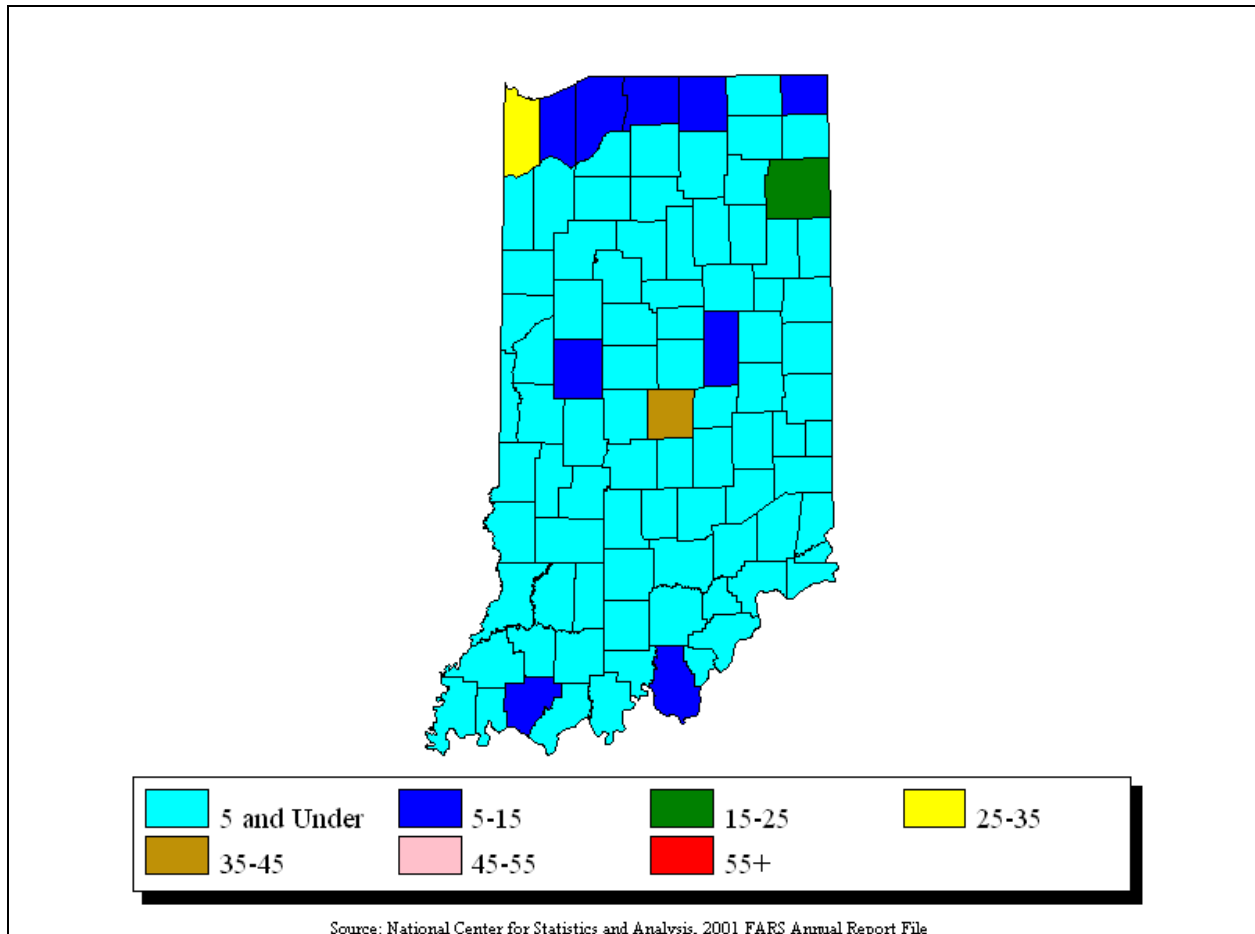 5 and Under 5-15 15-25 25-35
35-45 45-55 55+
Source: National Center for Statistics and Analysis, 2001 FARS Annual Report File